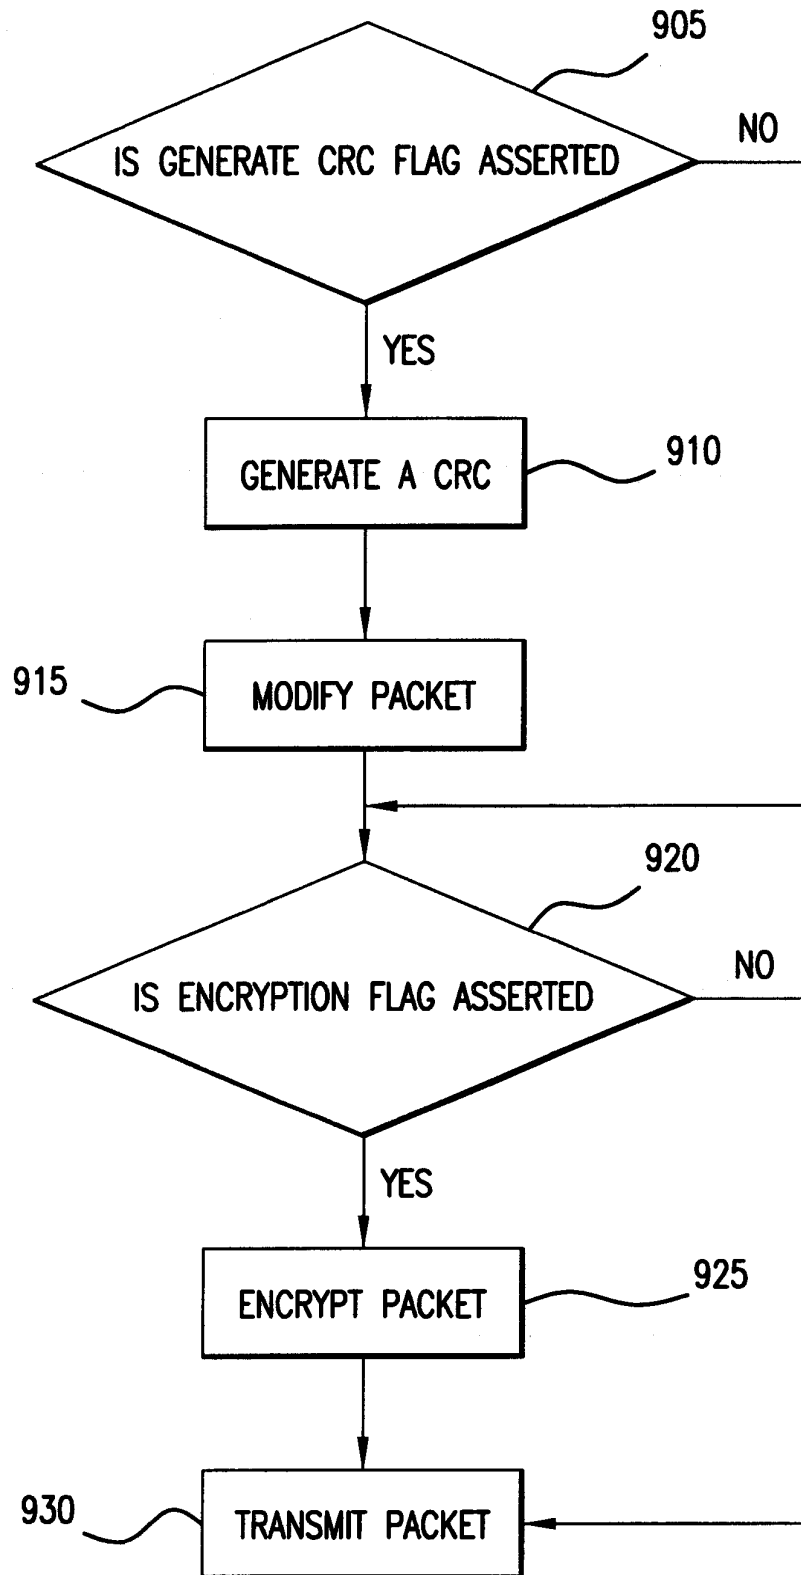 905
IS GENERATE CRC FLAG ASSERTED
NO
YES
GENERATE A CRC
910
915
MODIFY PACKET
920
IS ENCRYPTION FLAG ASSERTED
NO
YES
ENCRYPT PACKET
925
930
TRANSMIT PACKET